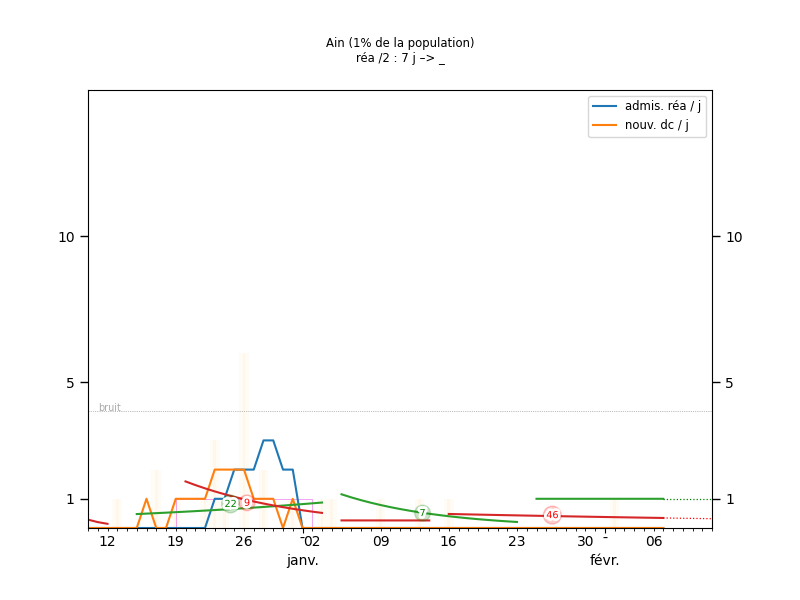 Ain (1% de la population)
réa /2 : 7 j –> _
admis. réa / j
nouv. dc / j
10
10
5
5
bruit
1
1
22
9
7
46
12
19
26
02
09
16
23
30
06
janv.
févr.